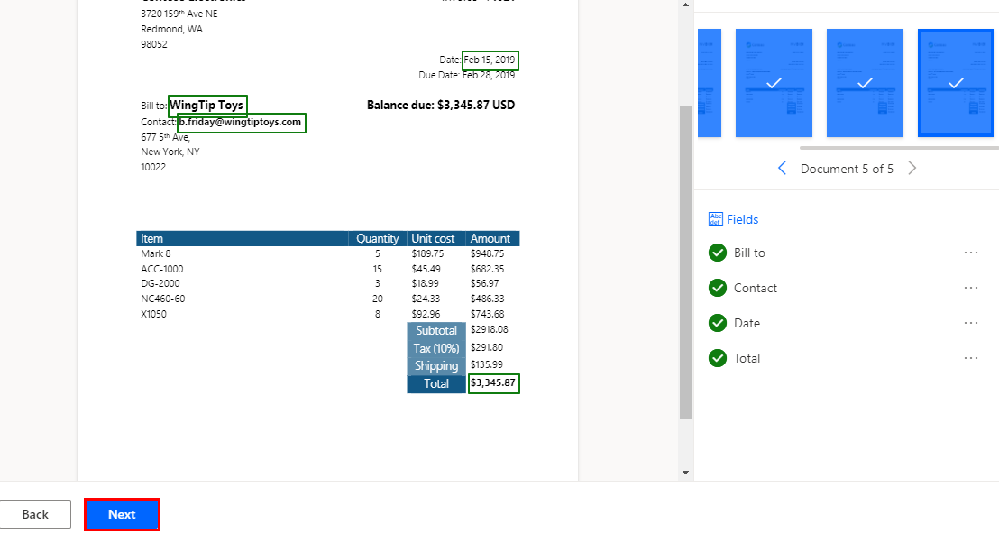 3720 159th Ave NE
Redmond, WA
98052
Date: Feb 15, 2019
Due Date: Feb 28, 2019
Bill to: WingTip Toys
Balance due: $3,345.87 USD
Contact: b.friday@wingtiptoys.com
677 5th Ave,
New York, NY
10022
Item Quantity Unit cost Amount
Mark 8 5 $189.75 $948.75
ACC-1000 15 $45.49 $682.35
DG-2000 3 $18.99 $56.97
NC460-60 20 $24.33 $486.33
X1050 8 $92.96 $743.68
Subtotal $2918.08
Tax (10%) $291.80
Shipping $135.99
Total $3,345.87
Document 5 of 5
Abc def Fields
Bill to
Contact
Date
Total
Back
Next